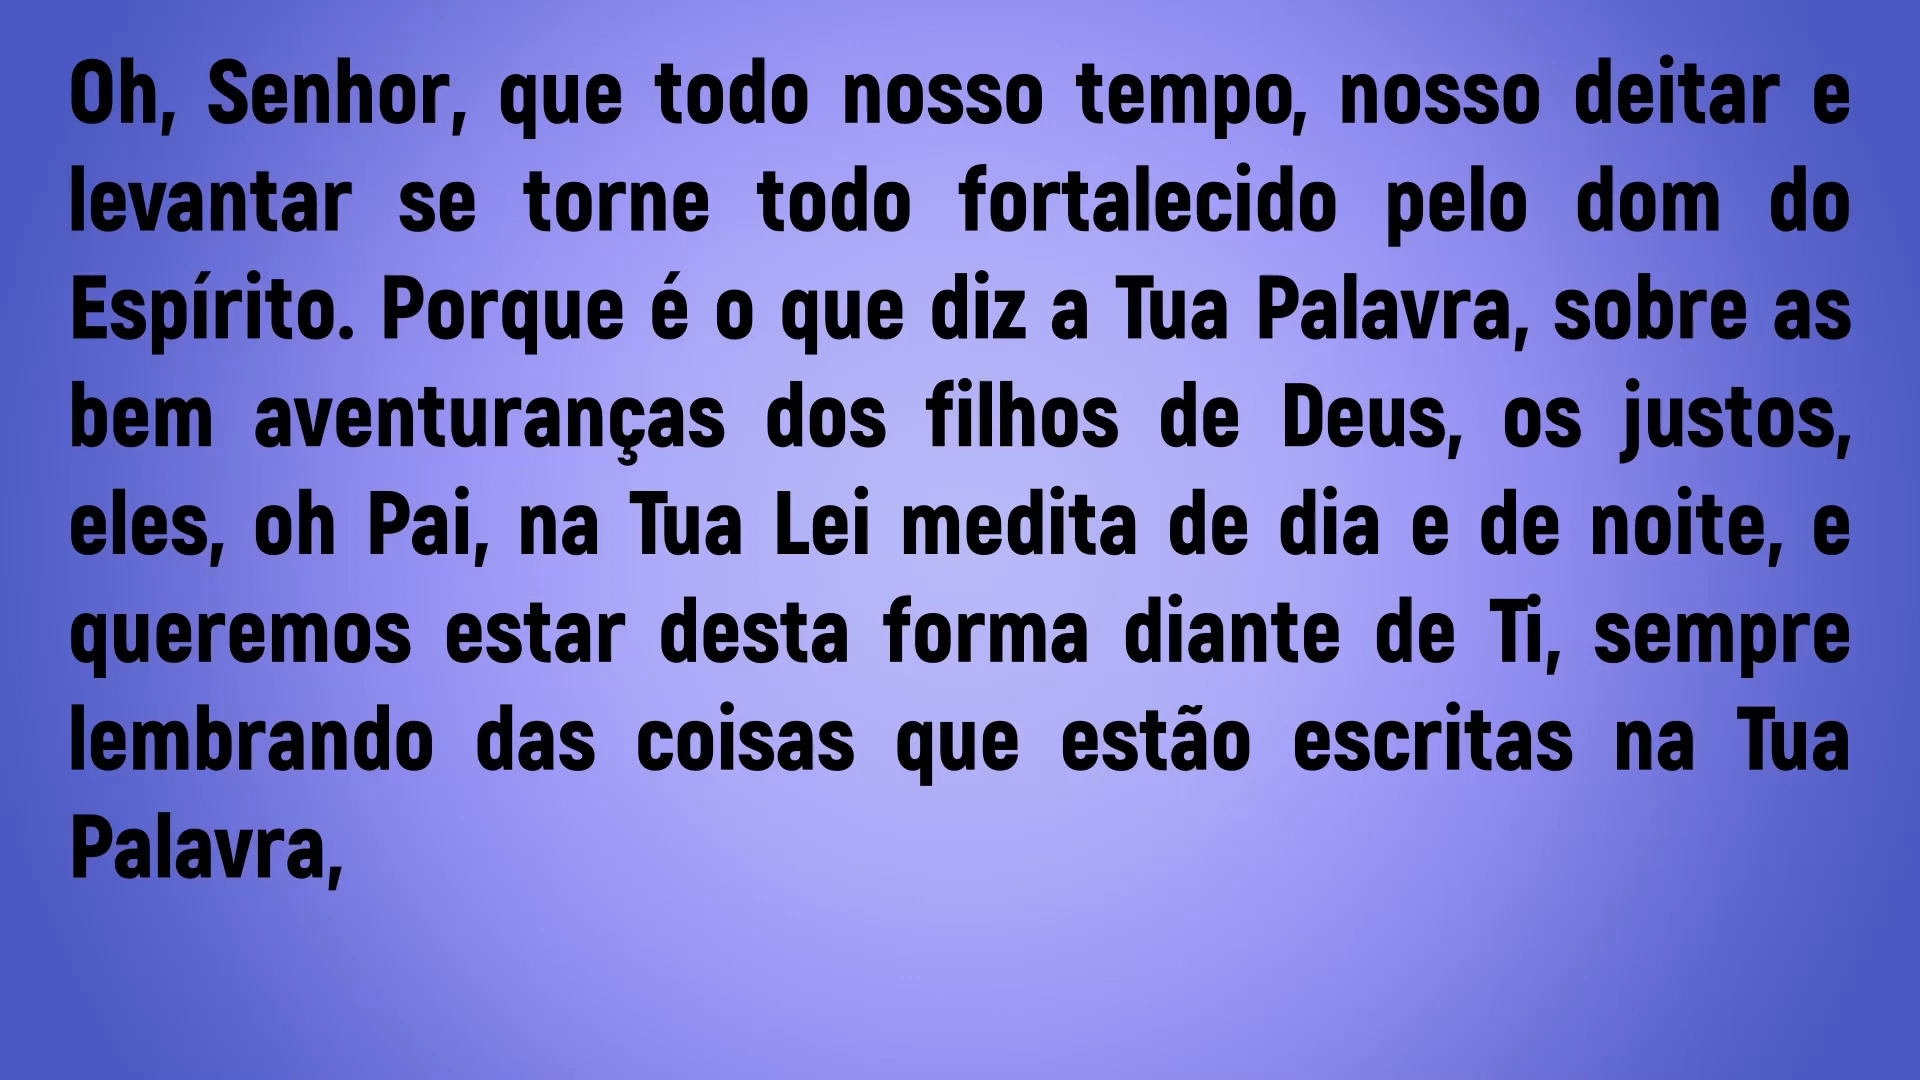 Oh, Senhor, que todo nosso tempo, nosso deitar e
levantar se torne todo fortalecido pelo dom do
Espírito. Porque é o que diz a Tua Palavra, sobre as
bem aventuranças dos filhos de Deus, os justos,
eles, oh Pai, na Tua Lei medita de dia e de noite, e
queremos estar desta forma diante de Ti, sempre
lembrando das coisas que estão escritas na Tua
Palavra,